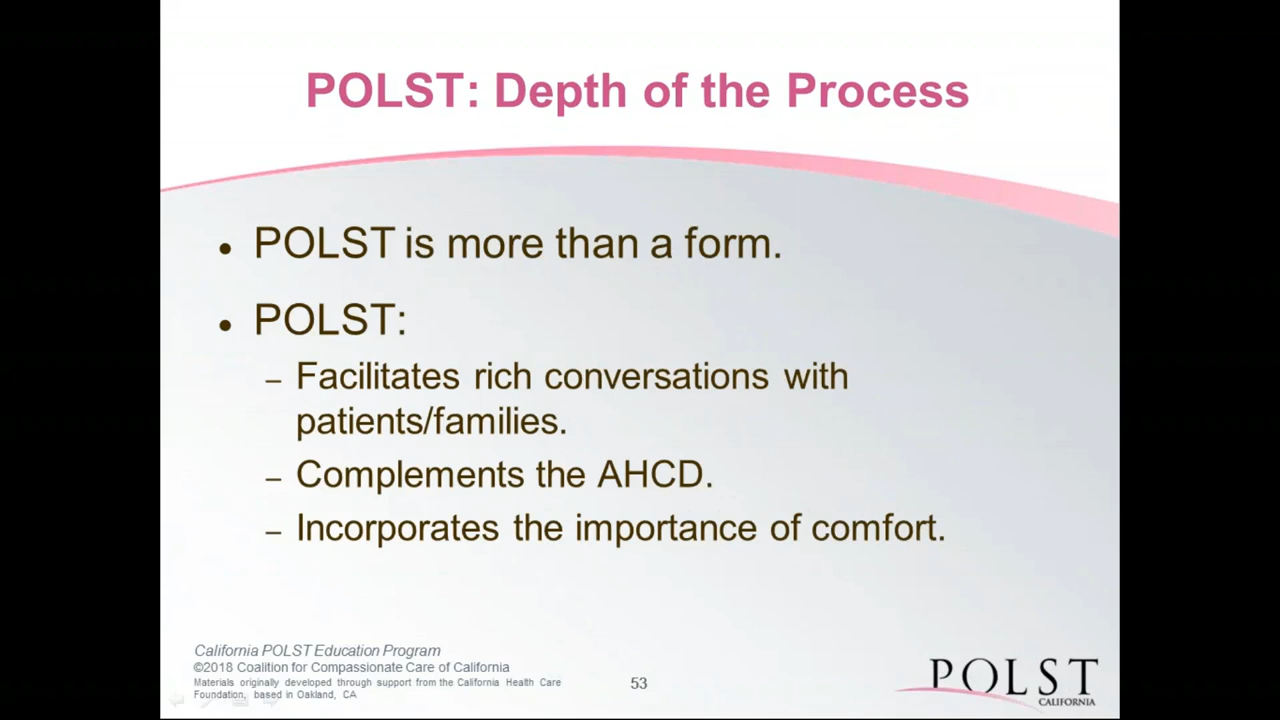 POLST: Depth of the Process
• POLST is more than a form.
• POLST:
– Facilitates rich conversations with
patients/families.
– Complements the AHCD.
– Incorporates the importance of comfort.
California POLST Education Program
©2018 Coalition for Compassionate Care of California
Materials originally developed through support from the California Health Care
Foundation, based in Oakland, CA
53
POLST
CALIFORNIA